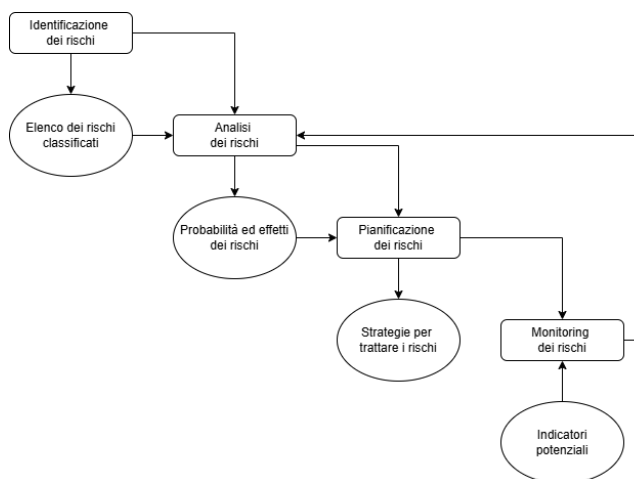 Identificazione
dei rischi
Elenco dei rischi
classificati
Analisi
dei rischi
Probabilità ed effetti
dei rischi
Pianificazione
dei rischi
Strategie per
trattare i rischi
Monitoring
dei rischi
Indicatori
potenziali